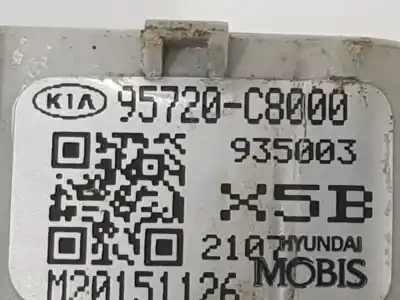 KIA 95720-C8000
935003
X5B
2107 HYUNDAI
M20151126 MOBIS